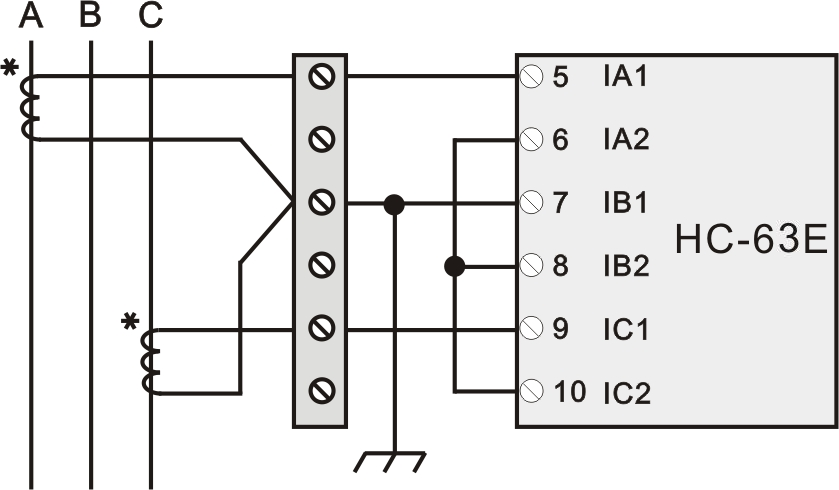 A B C
*
5 IA1
6 IA2
7 IB1
HC-63E
8 IB2
*
9 IC1
10 IC2